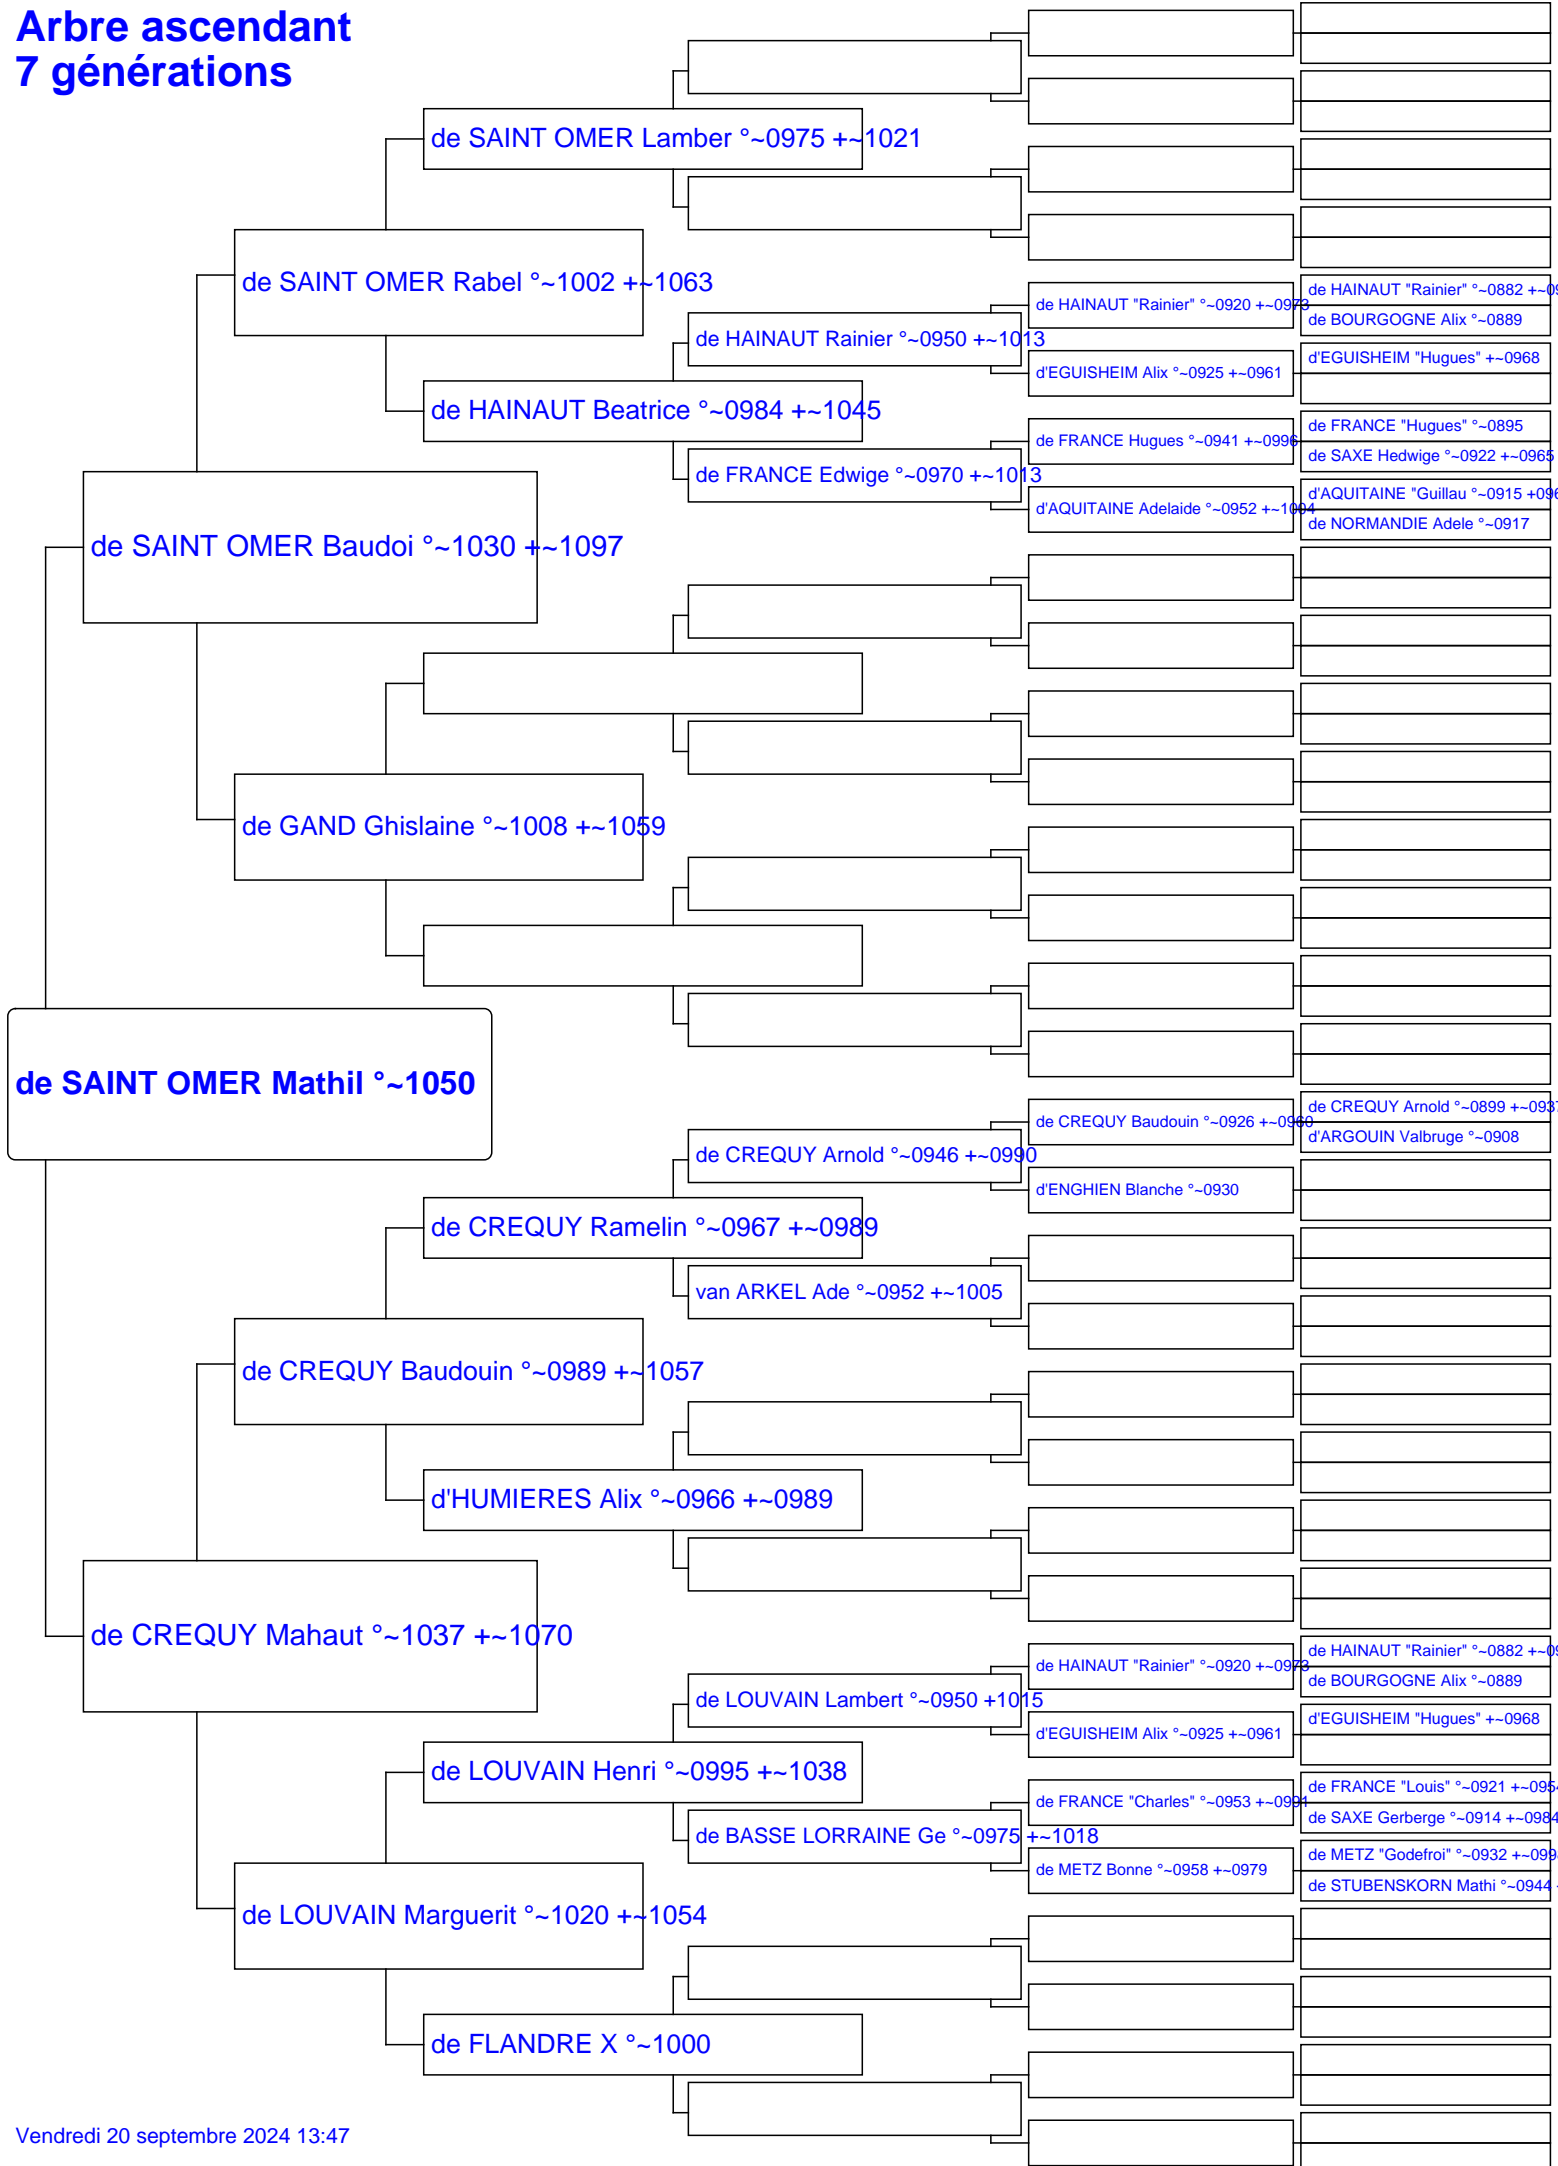 Arbre ascendant
7 générations
de SAINT OMER Lamber °~0975 +~1021
de SAINT OMER Rabel °~1002 +~1063
de HAINAUT "Rainier" °~0882 +~09
de HAINAUT "Rainier" °~0920 +~0973
de BOURGOGNE Alix °~0889
de HAINAUT Rainier °~0950 +~1013
d'EGUISHEIM "Hugues" +~0968
d'EGUISHEIM Alix °~0925 +~0961
de HAINAUT Beatrice °~0984 +~1045
de FRANCE "Hugues" °~0895
de FRANCE Hugues °~0941 +~0996
de SAXE Hedwige °~0922 +~0965
de FRANCE Edwige °~0970 +~1013
d'AQUITAINE "Guillau °~0915 +096
d'AQUITAINE Adelaide °~0952 +~1004
de NORMANDIE Adele °~0917
de SAINT OMER Baudoi °~1030 +~1097
de GAND Ghislaine °~1008 +~1059
de SAINT OMER Mathil °~1050
de CREQUY Arnold °~0899 +~0937
de CREQUY Baudouin °~0926 +~0960
d'ARGOUIN Valbruge °~0908
de CREQUY Arnold °~0946 +~0990
d'ENGHIEN Blanche °~0930
de CREQUY Ramelin °~0967 +~0989
van ARKEL Ade °~0952 +~1005
de CREQUY Baudouin °~0989 +~1057
d'HUMIERES Alix °~0966 +~0989
de CREQUY Mahaut °~1037 +~1070
de HAINAUT "Rainier" °~0882 +~09
de HAINAUT "Rainier" °~0920 +~0973
de BOURGOGNE Alix °~0889
de LOUVAIN Lambert °~0950 +1015
d'EGUISHEIM "Hugues" +~0968
d'EGUISHEIM Alix °~0925 +~0961
de LOUVAIN Henri °~0995 +~1038
de FRANCE "Louis" °~0921 +~0954
de FRANCE "Charles" °~0953 +~0991
de SAXE Gerberge °~0914 +~0984
de BASSE LORRAINE Ge °~0975 +~1018
de METZ "Godefroi" °~0932 +~099
de METZ Bonne °~0958 +~0979
de STUBENSKORN Mathi °~0944
de LOUVAIN Marguerit °~1020 +~1054
de FLANDRE X °~1000
Vendredi 20 septembre 2024 13:47